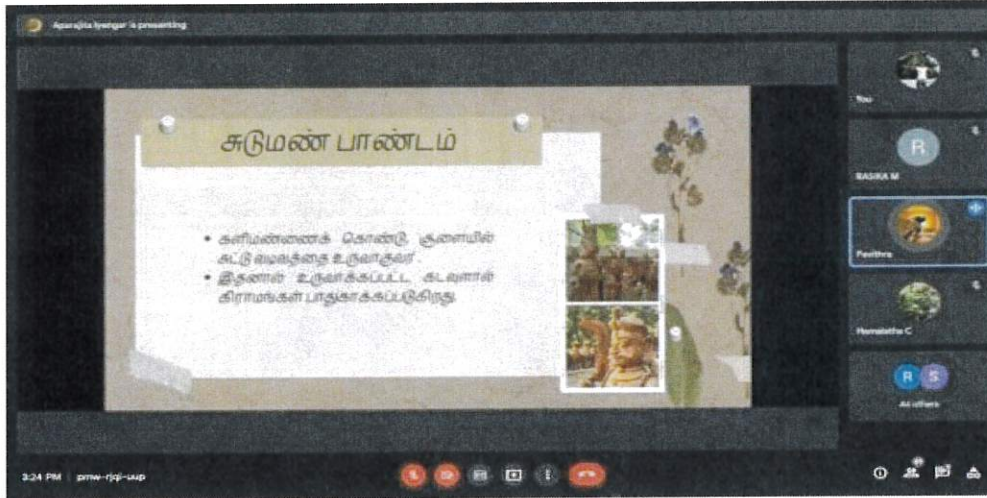 Aparajita Iyengar is presenting
சுடுமண் பாண்டம்
• களிமண்ணைக் கொண்டு, சூளையில்
சுட்டு வடிவத்தை உருவாகுவர்.
• இதனால் உருவாக்கப்பட்ட கடவுளால்
கிராமங்கள் பாதுகாக்கப்படுகிறது.
You
R
RASIKA M
Pavithra
Hemalatha C
R S
All others
3:24 PM | pmw-rjqi-uup